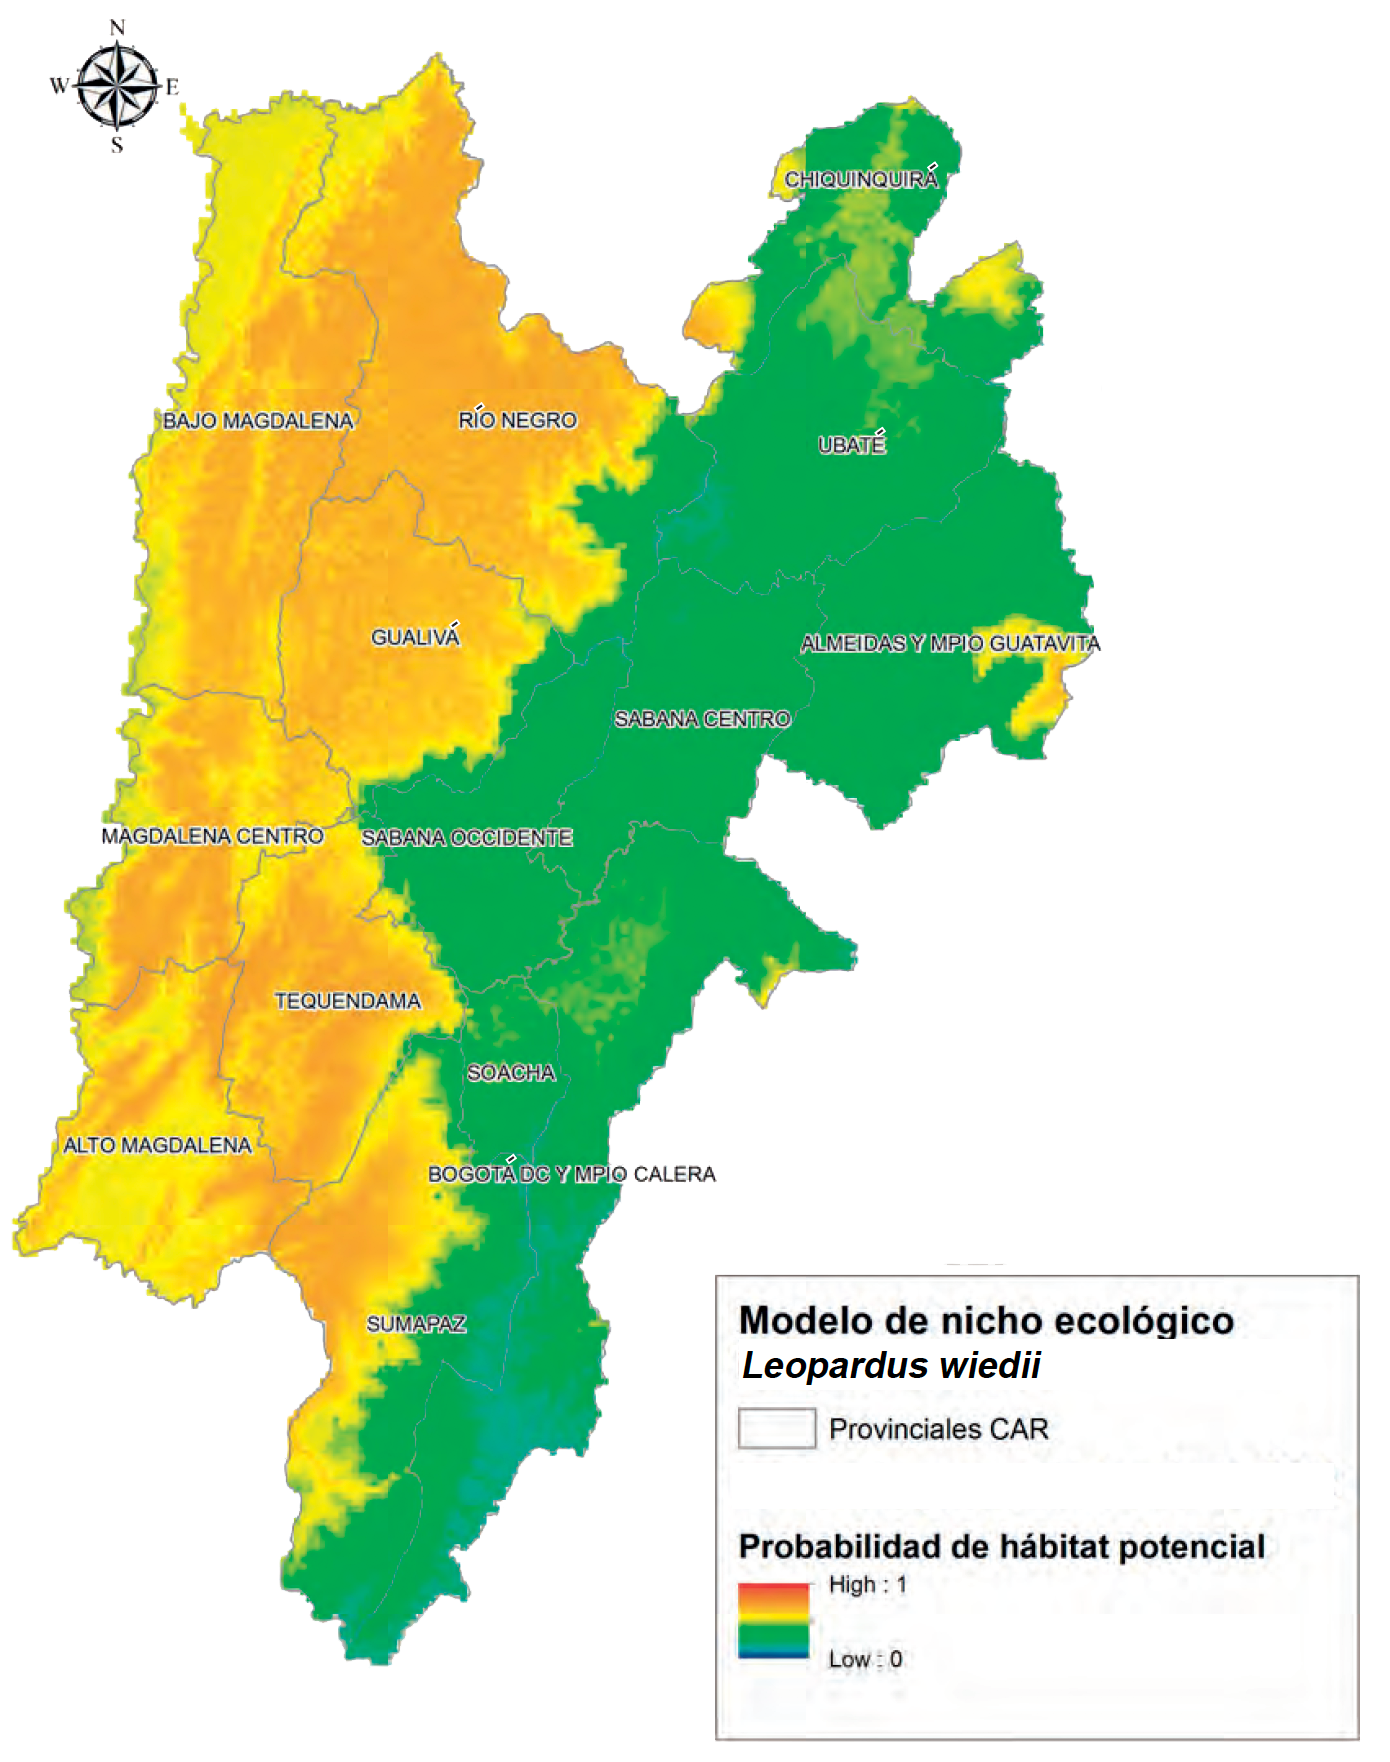 N
W E
S
CHIQUINQUIRÁ
BAJO MAGDALENA
RÍO NEGRO
UBATÉ
GUALIVÁ
ALMEIDAS Y MPIO GUATAVITA
SABANA CENTRO
MAGDALENA CENTRO
SABANA OCCIDENTE
TEQUENDAMA
SOACHA
ALTO MAGDALENA
BOGOTÁ DC Y MPIO CALERA
SUMAPAZ
Modelo de nicho ecológico
Leopardus wiedii
Provinciales CAR
Probabilidad de hábitat potencial
High : 1
Low : 0